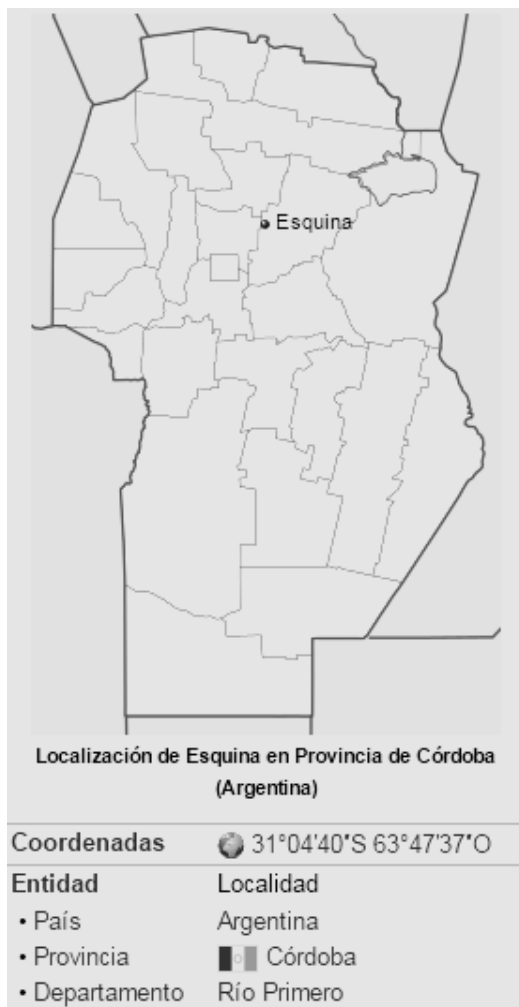 Esquina
Localización de Esquina en Provincia de Córdoba
(Argentina)
Coordenadas 31°04'40"S 63°47'37"O
Entidad Localidad
• País Argentina
• Provincia Córdoba
• Departamento Río Primero